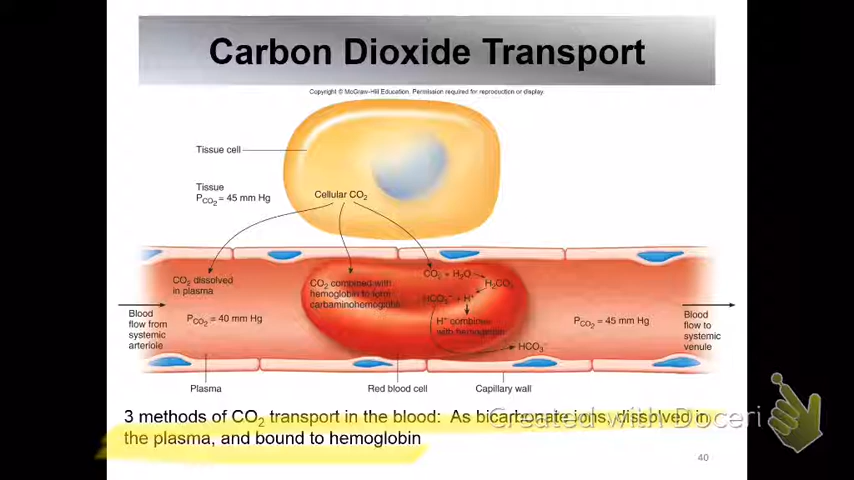 Carbon Dioxide Transport
Copyright © McGraw-Hill Education. Permission required for reproduction or display.
Tissue cell
Tissue
PCO2 = 45 mm Hg
Cellular CO2
CO2 dissolved
in plasma
CO2 combined with
hemoglobin to form
carbaminohemoglobin
CO2 + H2O
H2CO3
HCO3− + H+
H+ combines
with hemoglobin
HCO3−
Blood
flow from
systemic
arteriole
PCO2 = 40 mm Hg
PCO2 = 45 mm Hg
Blood
flow to
systemic
venule
Plasma
Red blood cell
Capillary wall
3 methods of CO2 transport in the blood: As bicarbonate ions, dissolved in
the plasma, and bound to hemoglobin
Created with Doceri
40